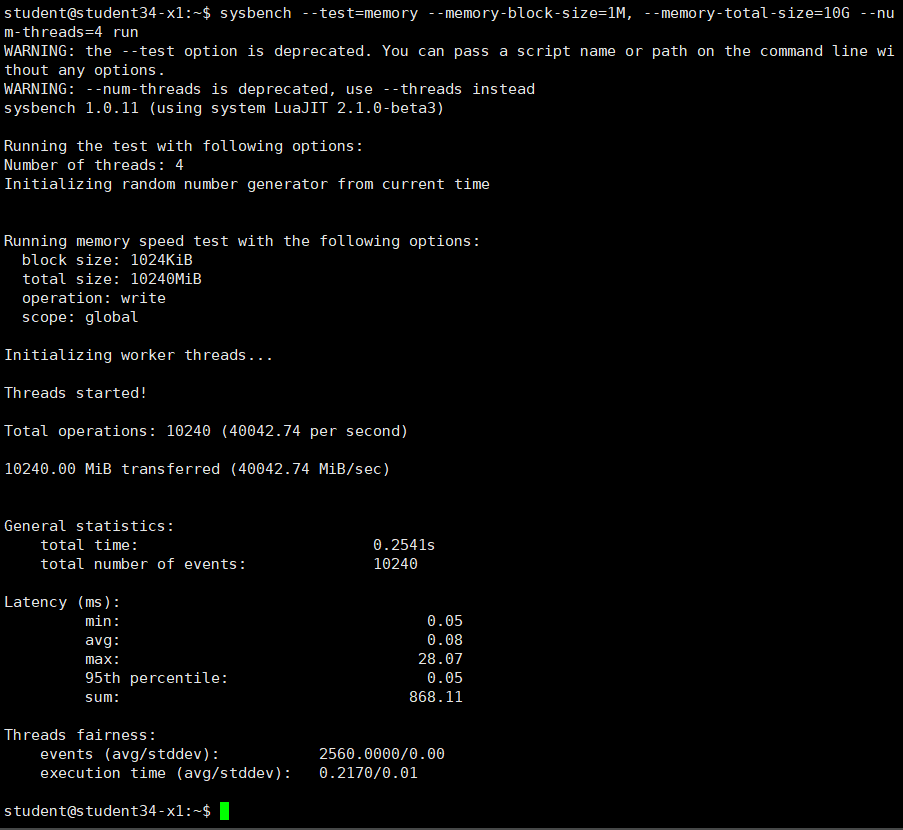 student@student34-x1:~$ sysbench --test=memory --memory-block-size=1M, --memory-total-size=10G --nu
m-threads=4 run
WARNING: the --test option is deprecated. You can pass a script name or path on the command line wi
thout any options.
WARNING: --num-threads is deprecated, use --threads instead
sysbench 1.0.11 (using system LuaJIT 2.1.0-beta3)
Running the test with following options:
Number of threads: 4
Initializing random number generator from current time
Running memory speed test with the following options:
block size: 1024KiB
total size: 10240MiB
operation: write
scope: global
Initializing worker threads...
Threads started!
Total operations: 10240 (40042.74 per second)
10240.00 MiB transferred (40042.74 MiB/sec)
General statistics:
total time: 0.2541s
total number of events: 10240
Latency (ms):
min: 0.05
avg: 0.08
max: 28.07
95th percentile: 0.05
sum: 868.11
Threads fairness:
events (avg/stddev): 2560.0000/0.00
execution time (avg/stddev): 0.2170/0.01
student@student34-x1:~$